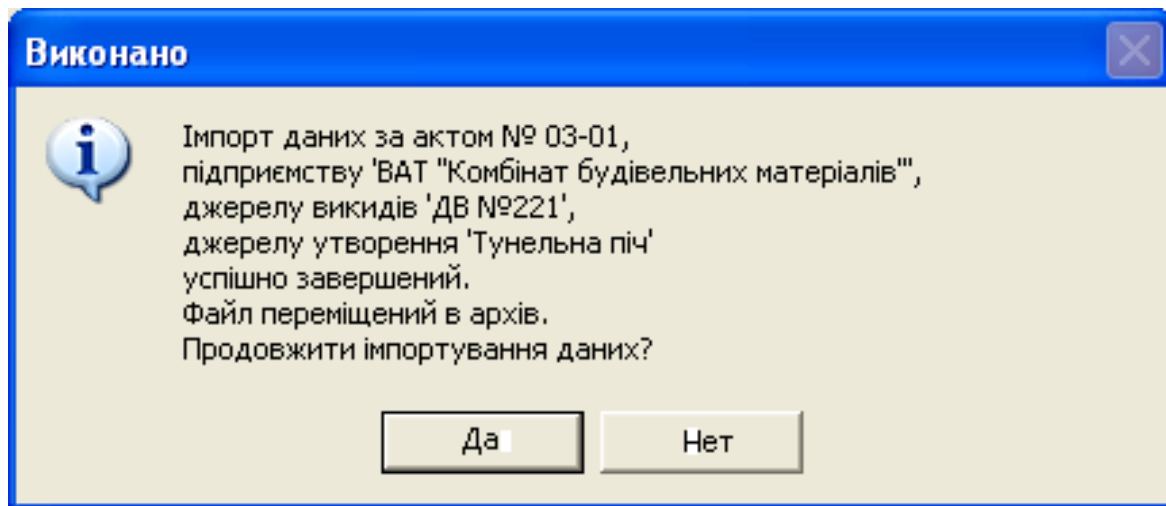 Виконано
Імпорт даних за актом № 03-01,
підприємству 'ВАТ "Комбінат будівельних матеріалів"',
джерелу викидів 'ДВ №221',
джерелу утворення 'Тунельна піч'
успішно завершений.
Файл переміщений в архів.
Продовжити імпортування даних?
Да
Нет